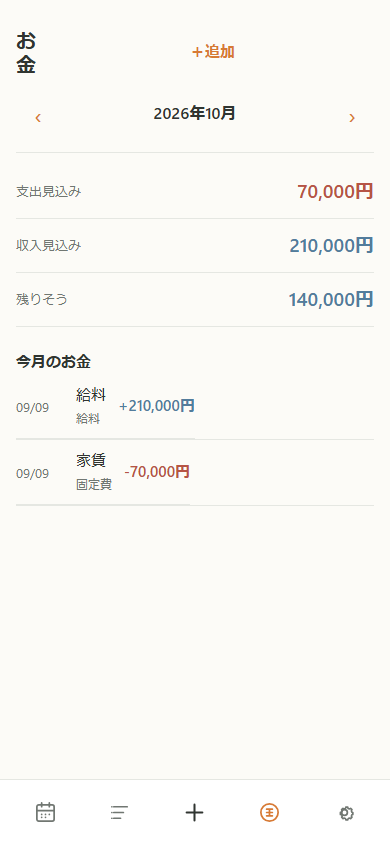 お
金
＋追加
‹
2026年10月
›
支出見込み
70,000円
収入見込み
210,000円
残りそう
140,000円
今月のお金
09/09
給料
給料
+210,000円
09/09
家賃
固定費
-70,000円